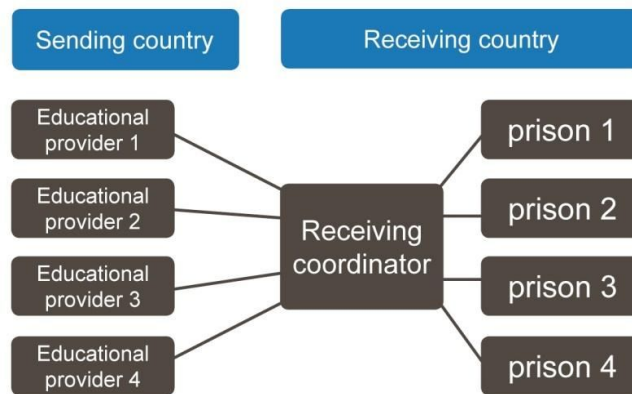 Sending country
Receiving country
Educational
provider 1
Educational
provider 2
Educational
provider 3
Educational
provider 4
Receiving
coordinator
prison 1
prison 2
prison 3
prison 4